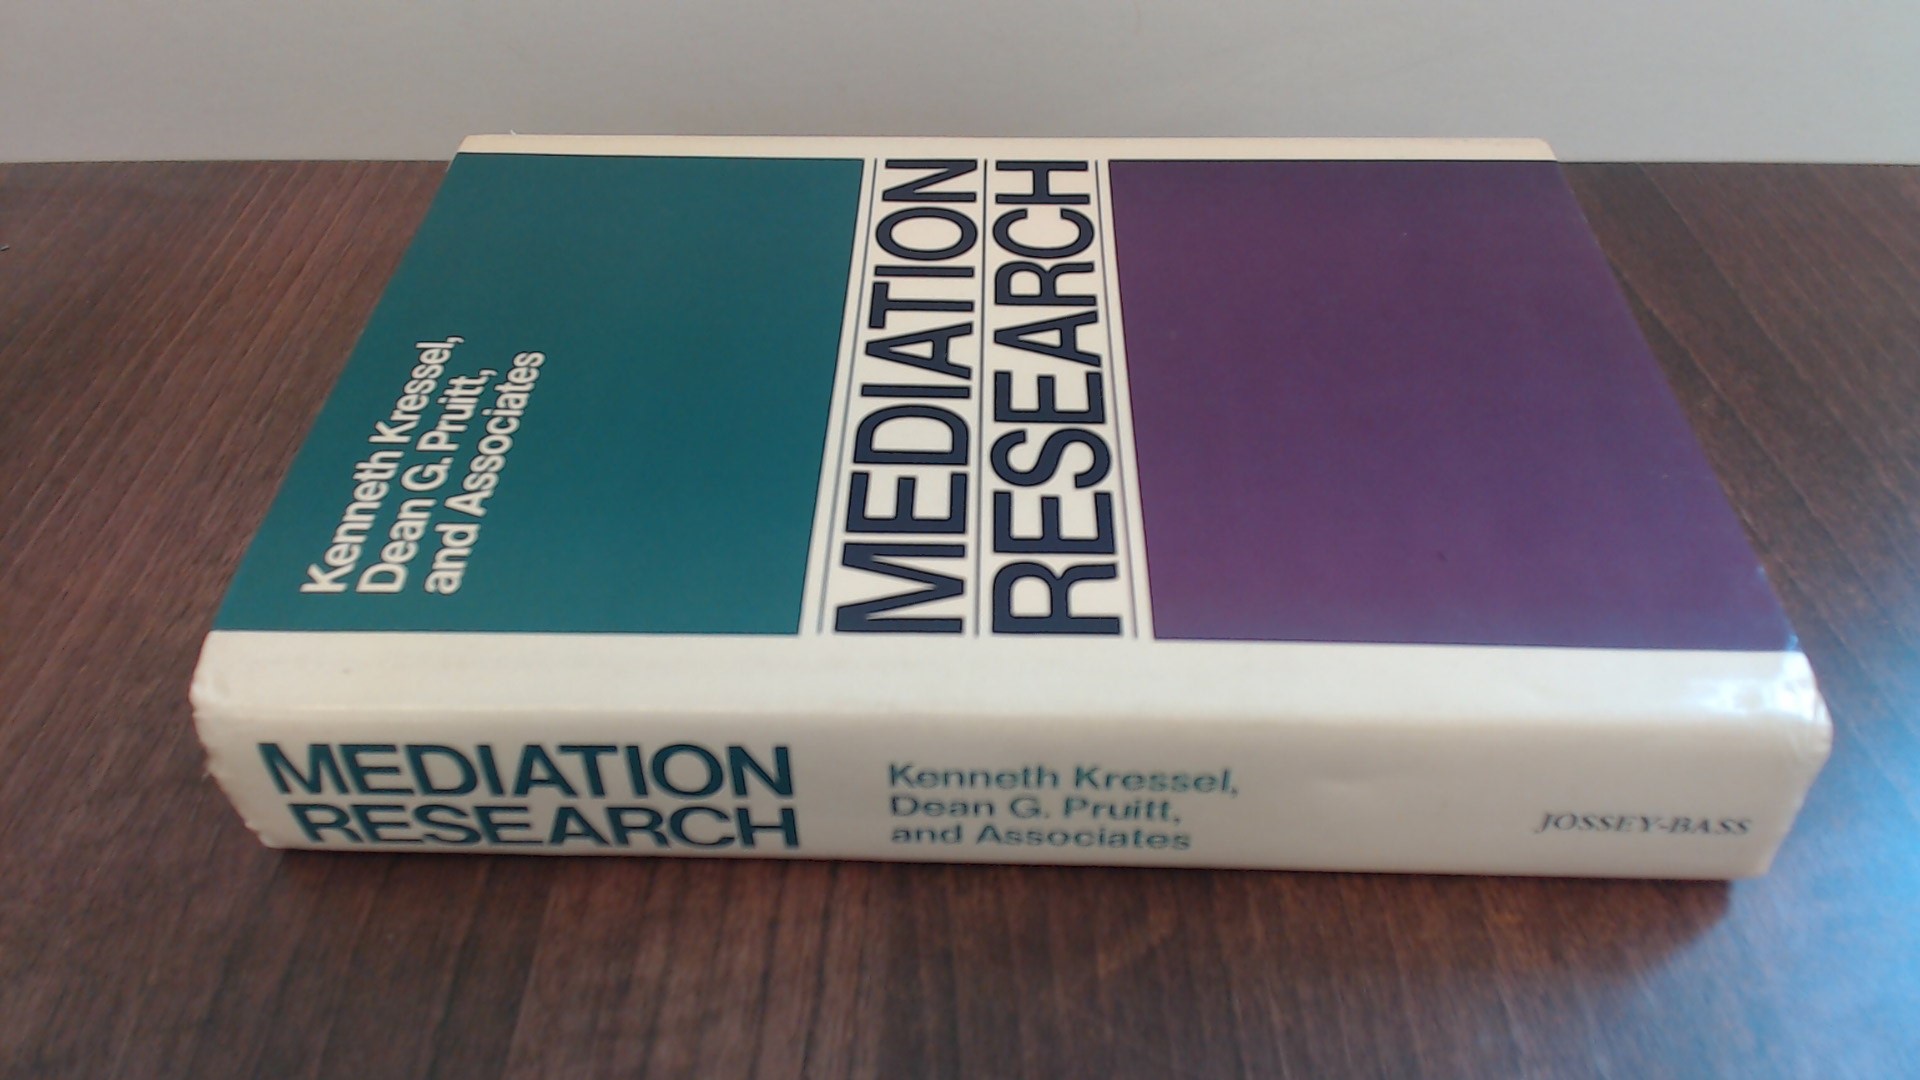 Kenneth Kressel,
Dean G. Pruitt,
and Associates
MEDIATION
RESEARCH
MEDIATION
RESEARCH
Kenneth Kressel,
Dean G. Pruitt,
and Associates
JOSSEY-BASS